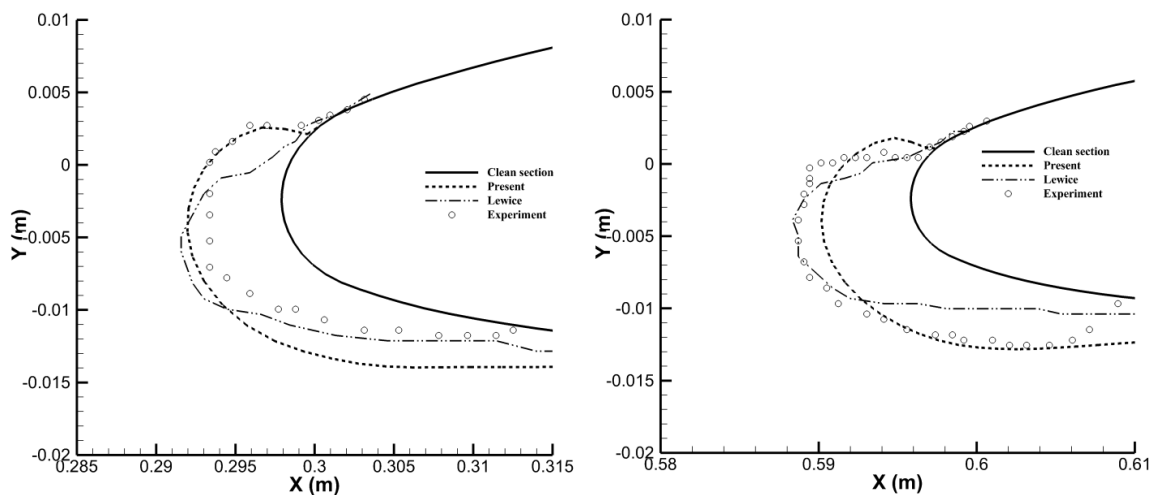 0.01
0.005
0
-0.005
-0.01
-0.015
-0.02
Y (m)
0.285
0.29
0.295
0.3
0.305
0.31
0.315
X (m)
Clean section
Present
Lewice
Experiment
0.01
0.005
0
-0.005
-0.01
-0.015
-0.02
Y (m)
0.58
0.59
0.6
0.61
X (m)
Clean section
Present
Lewice
Experiment